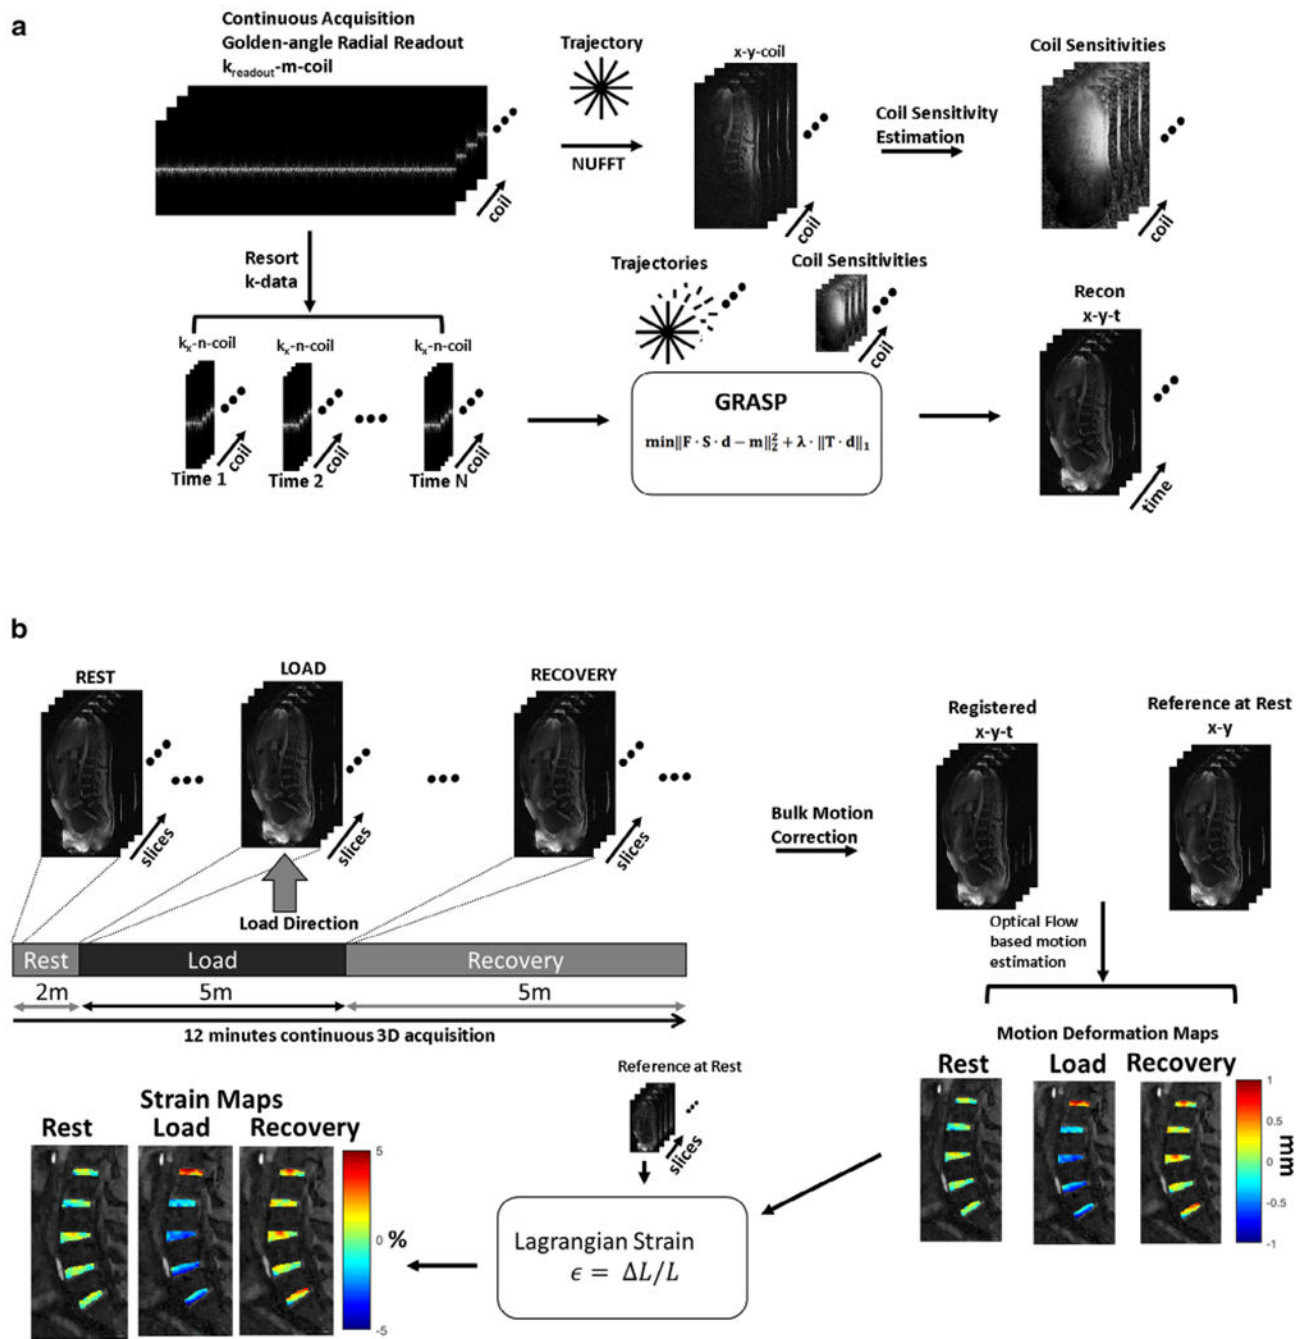 a
Continuous Acquisition
Golden-angle Radial Readout
k_readout-m-coil
coil
Trajectory
NUFFT
x-y-coil
coil
Coil Sensitivity
Estimation
Coil Sensitivities
coil
Resort
k-data
k_x-n-coil
k_x-n-coil
k_x-n-coil
coil
coil
coil
Time 1
Time 2
Time N
Trajectories
Coil Sensitivities
coil
GRASP
min‖F · S · d − m‖₂² + λ · ‖T · d‖₁
Recon
x-y-t
time
b
REST
LOAD
RECOVERY
slices
slices
slices
Load Direction
Rest
Load
Recovery
2m
5m
5m
12 minutes continuous 3D acquisition
Bulk Motion
Correction
Registered
x-y-t
Reference at Rest
x-y
Optical Flow
based motion
estimation
Motion Deformation Maps
Rest
Load
Recovery
1
0.5
0
-0.5
-1
mm
Reference at Rest
slices
Lagrangian Strain
ϵ = ΔL/L
Strain Maps
Rest
Load
Recovery
5
0
-5
%